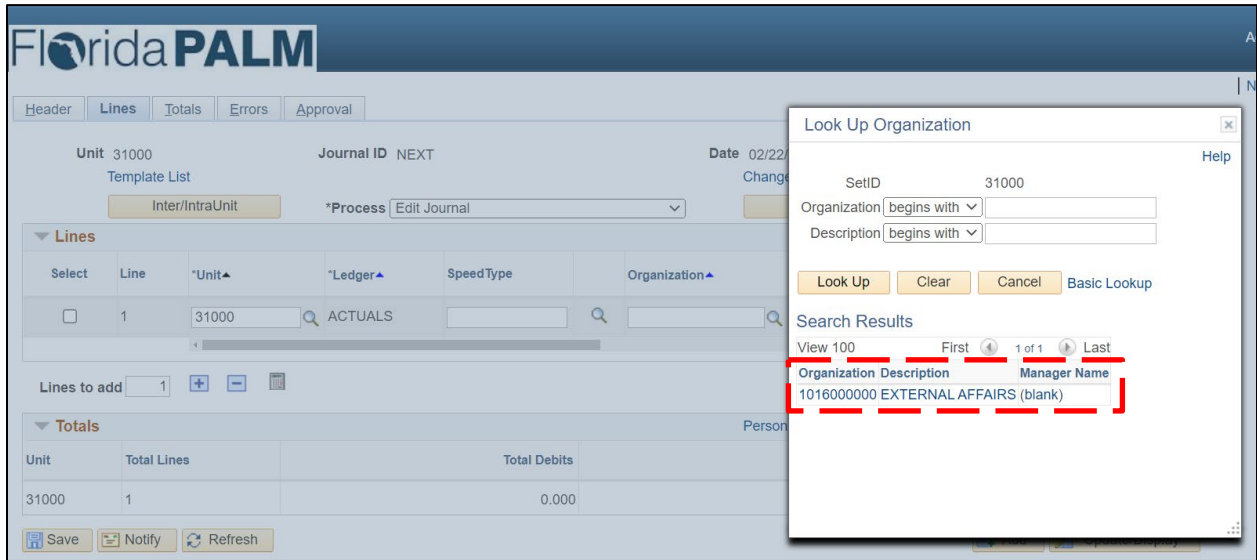 Florida PALM
A
N
Header Lines Totals Errors Approval
Unit 31000 Journal ID NEXT Date 02/22/
Template List Change
Inter/IntraUnit *Process Edit Journal
Lines
Select Line *Unit *Ledger SpeedType Organization
1 31000 ACTUALS
Lines to add 1
Totals Person
Unit Total Lines Total Debits
31000 1 0.000
Save Notify Refresh
Look Up Organization
Help
SetID 31000
Organization begins with
Description begins with
Look Up Clear Cancel Basic Lookup
Search Results
View 100 First 1 of 1 Last
Organization Description Manager Name
1016000000 EXTERNAL AFFAIRS (blank)